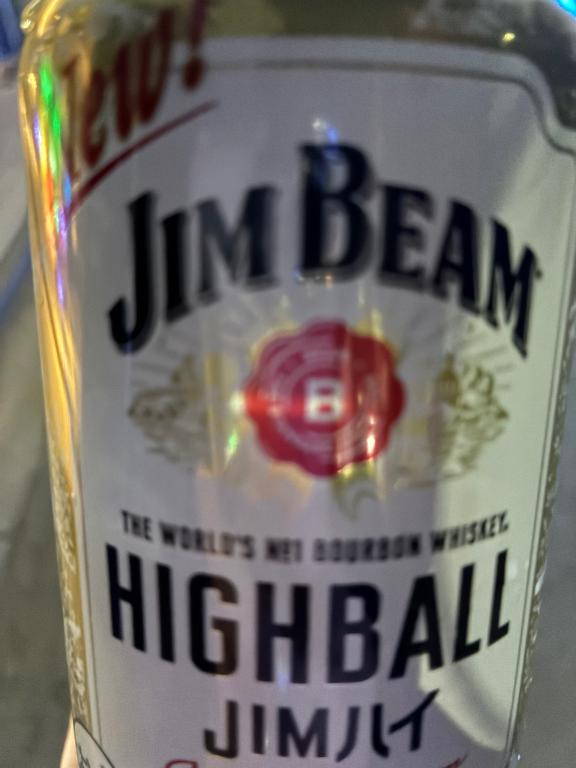 New!
JIM BEAM
B
THE WORLD'S NO1 BOURBON WHISKEY.
HIGHBALL
JIMハイ